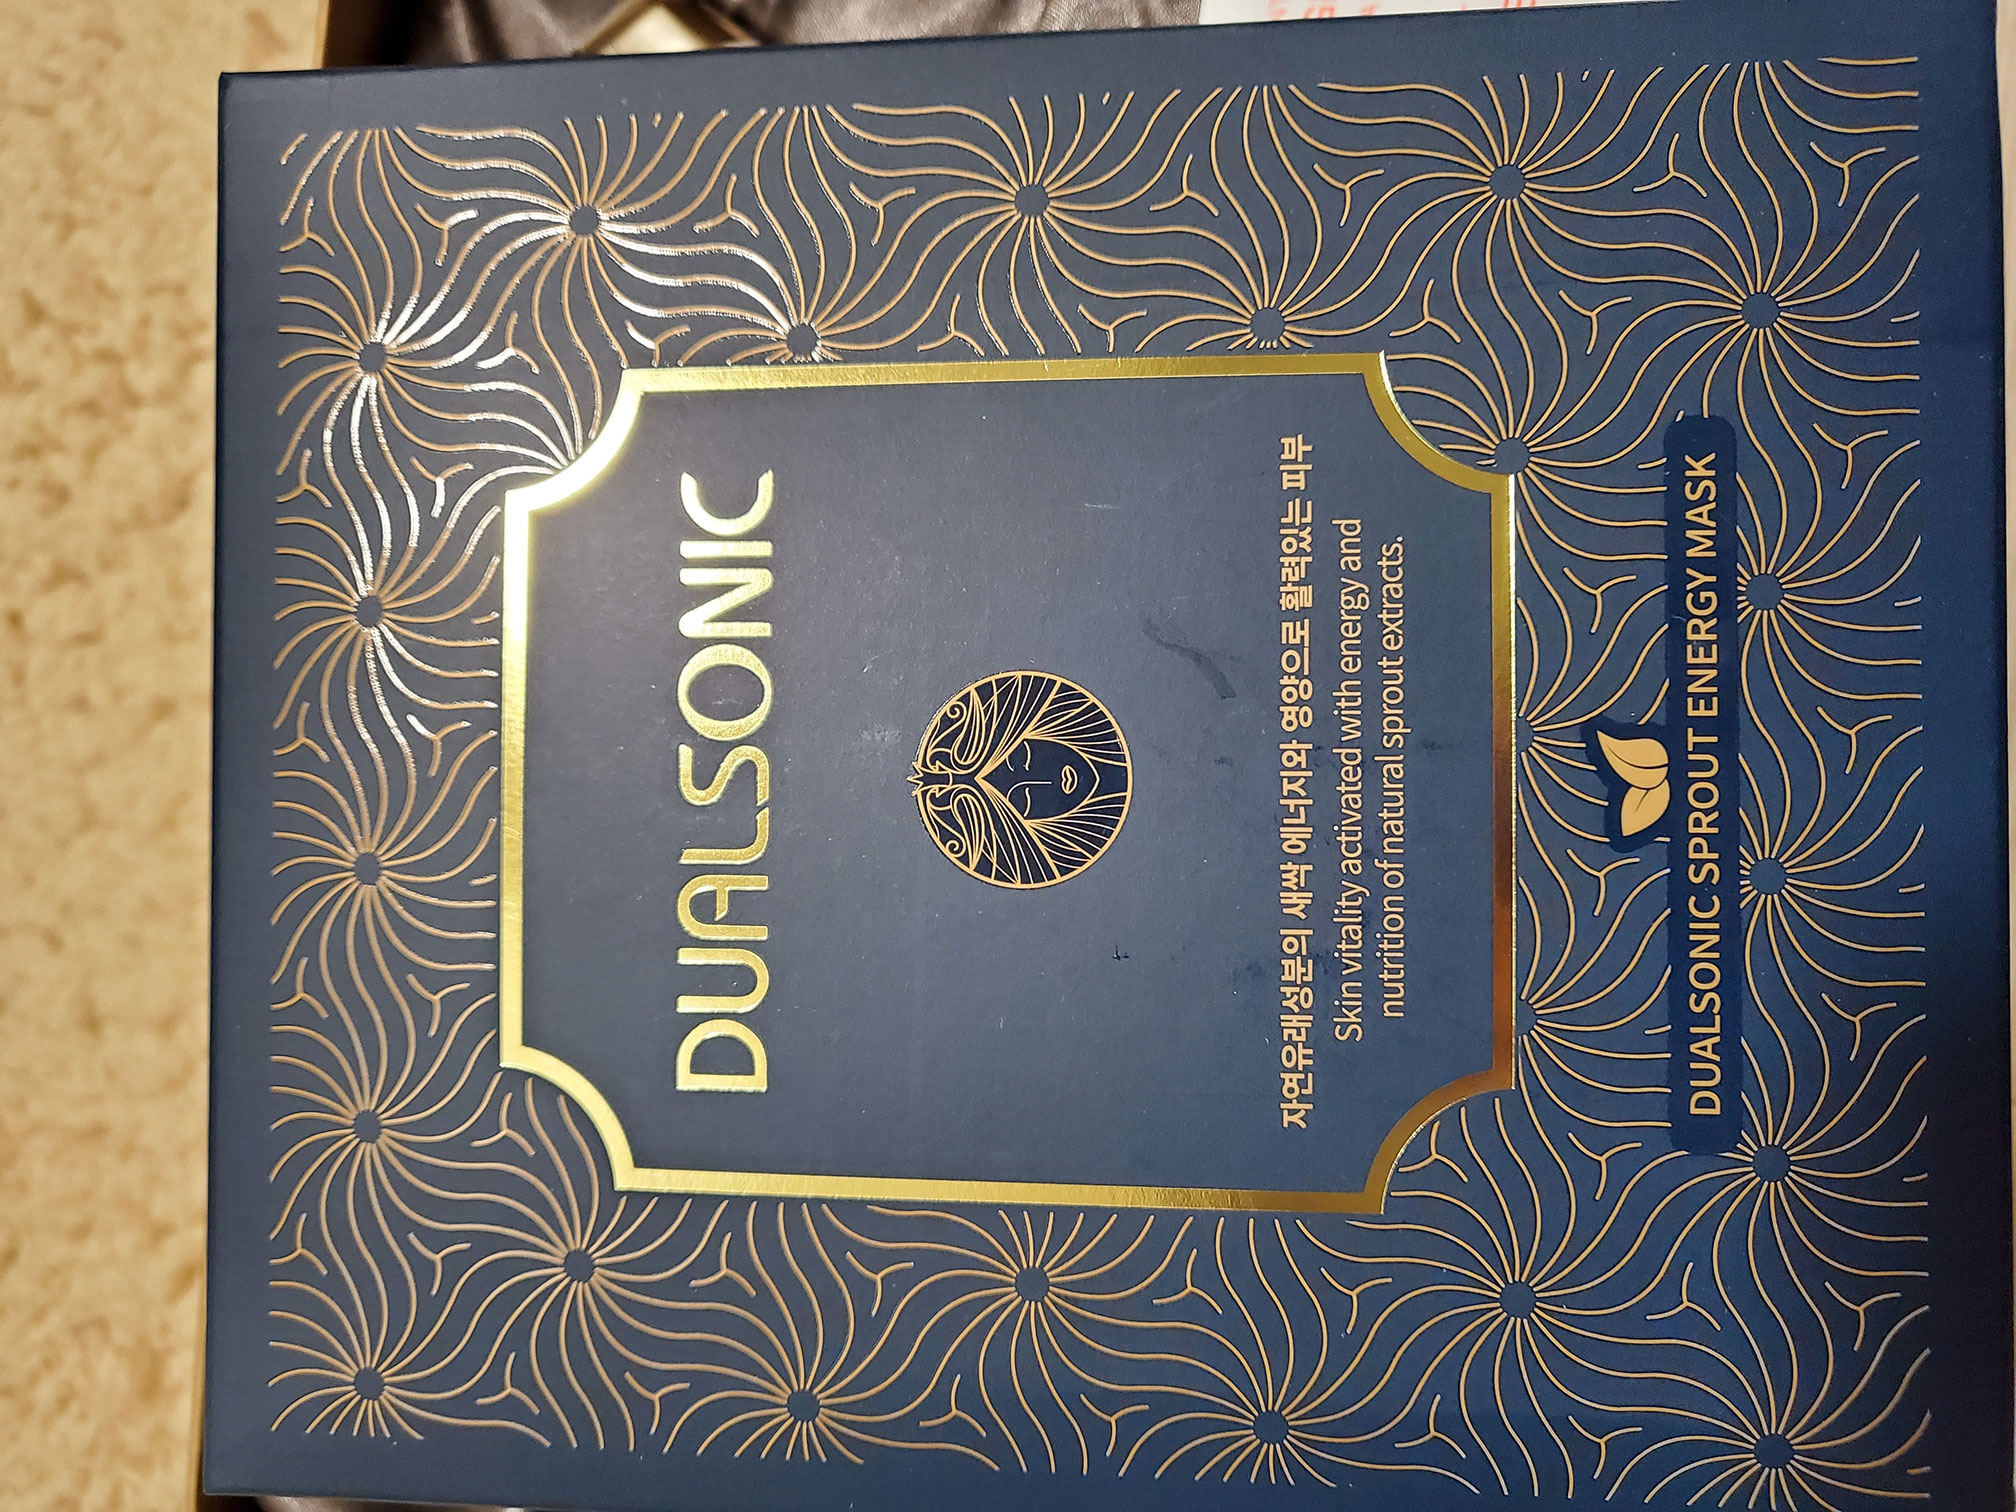 DUALSONIC
자연유래성분의 새싹 에너지와 영양으로 활력있는 피부
Skin vitality activated with energy and
nutrition of natural sprout extracts.
DUALSONIC SPROUT ENERGY MASK